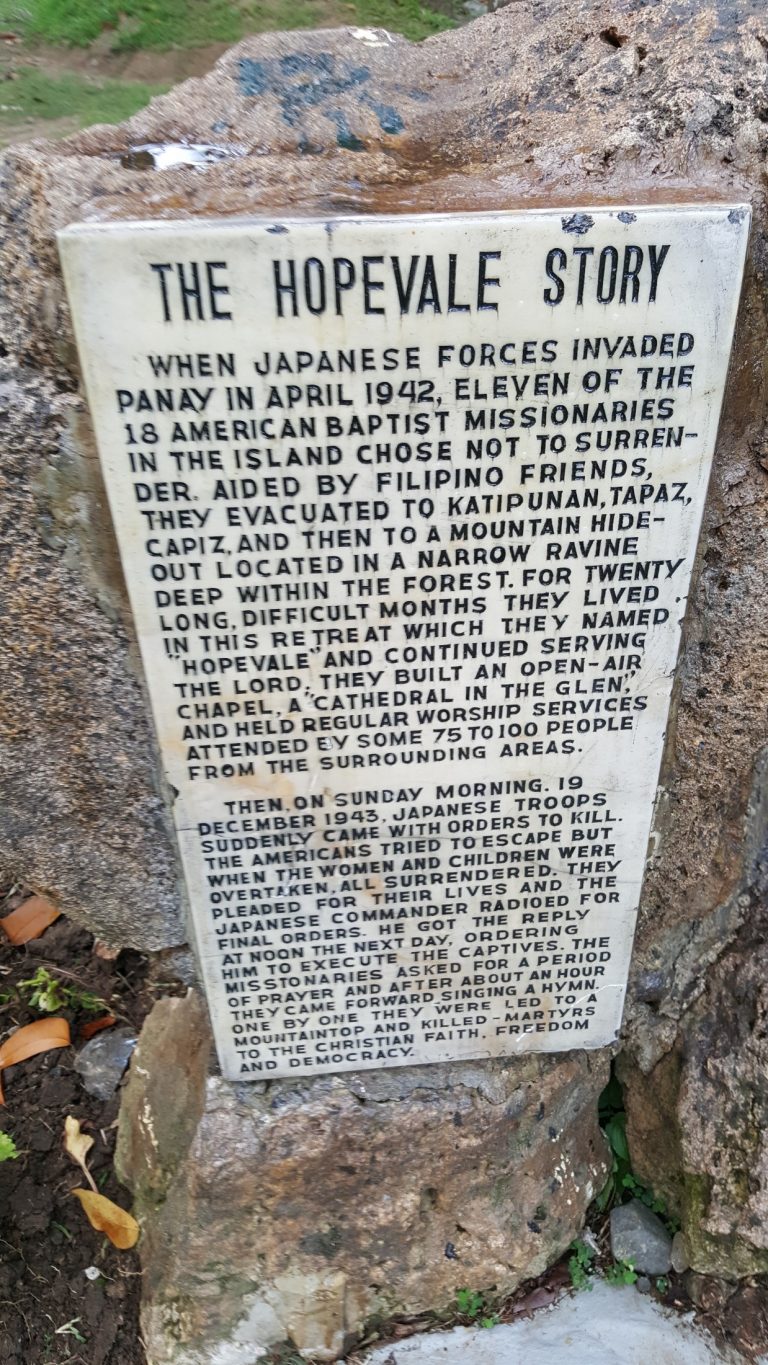 THE HOPEVALE STORY
WHEN JAPANESE FORCES INVADED
PANAY IN APRIL 1942, ELEVEN OF THE
18 AMERICAN BAPTIST MISSIONARIES
IN THE ISLAND CHOSE NOT TO SURREN-
DER. AIDED BY FILIPINO FRIENDS,
THEY EVACUATED TO KATIPUNAN, TAPAZ,
CAPIZ, AND THEN TO A MOUNTAIN HIDE-
OUT LOCATED IN A NARROW RAVINE
DEEP WITHIN THE FOREST. FOR TWENTY
LONG, DIFFICULT MONTHS THEY LIVED
IN THIS RETREAT WHICH THEY NAMED
"HOPEVALE" AND CONTINUED SERVING
THE LORD. THEY BUILT AN OPEN-AIR
CHAPEL, A "CATHEDRAL IN THE GLEN,"
AND HELD REGULAR WORSHIP SERVICES
ATTENDED BY SOME 75 TO 100 PEOPLE
FROM THE SURROUNDING AREAS.
THEN, ON SUNDAY MORNING, 19
DECEMBER 1943, JAPANESE TROOPS
SUDDENLY CAME WITH ORDERS TO KILL.
THE AMERICANS TRIED TO ESCAPE BUT
WHEN THE WOMEN AND CHILDREN WERE
OVERTAKEN, ALL SURRENDERED. THEY
PLEADED FOR THEIR LIVES AND THE
JAPANESE COMMANDER RADIOED FOR
FINAL ORDERS. HE GOT THE REPLY
AT NOON THE NEXT DAY, ORDERING
HIM TO EXECUTE THE CAPTIVES. THE
MISSIONARIES ASKED FOR A PERIOD
OF PRAYER AND AFTER ABOUT AN HOUR
THEY CAME FORWARD SINGING A HYMN.
ONE BY ONE THEY WERE LED TO A
MOUNTAINTOP AND KILLED-MARTYRS
TO THE CHRISTIAN FAITH, FREEDOM
AND DEMOCRACY.